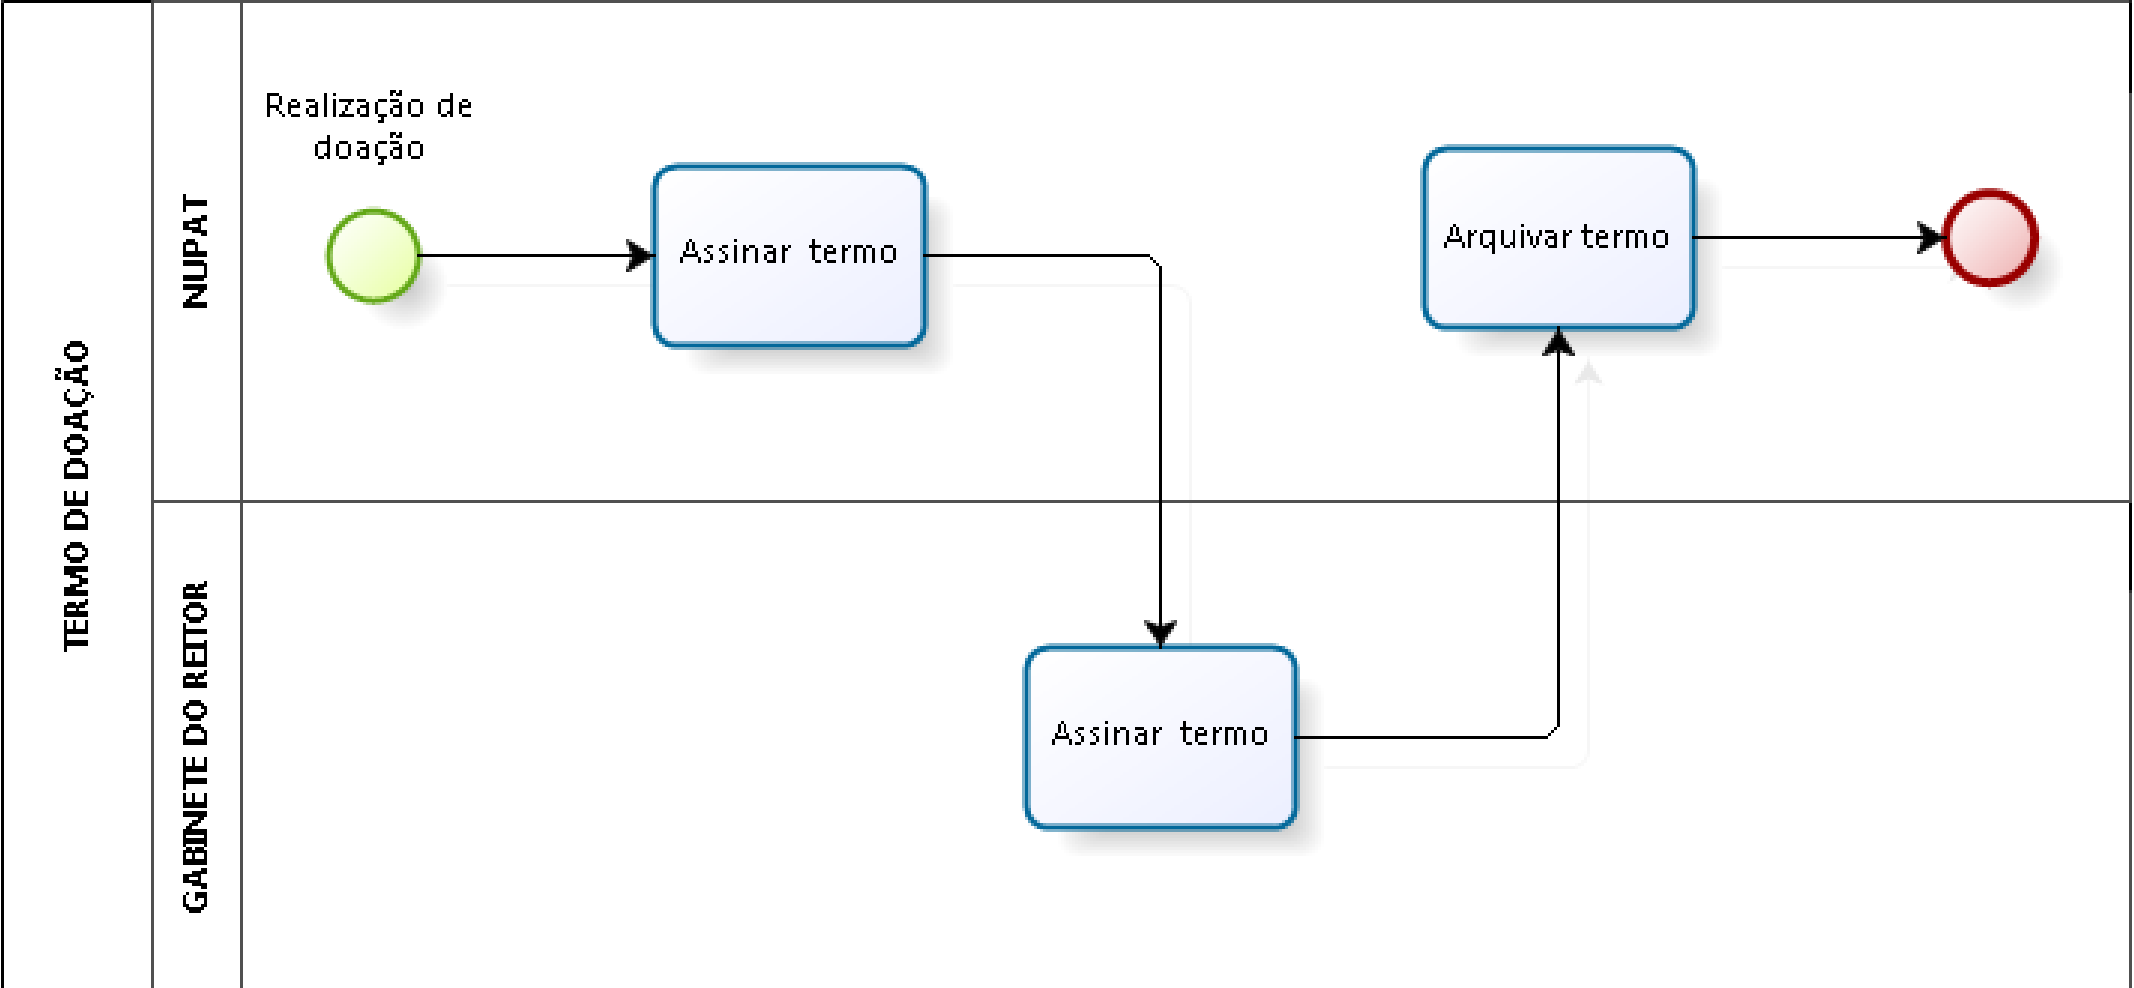 TERMO DE DOAÇÃO
NUPAT
Realização de
doação
Assinar termo
Arquivar termo
GABINETE DO REITOR
Assinar termo